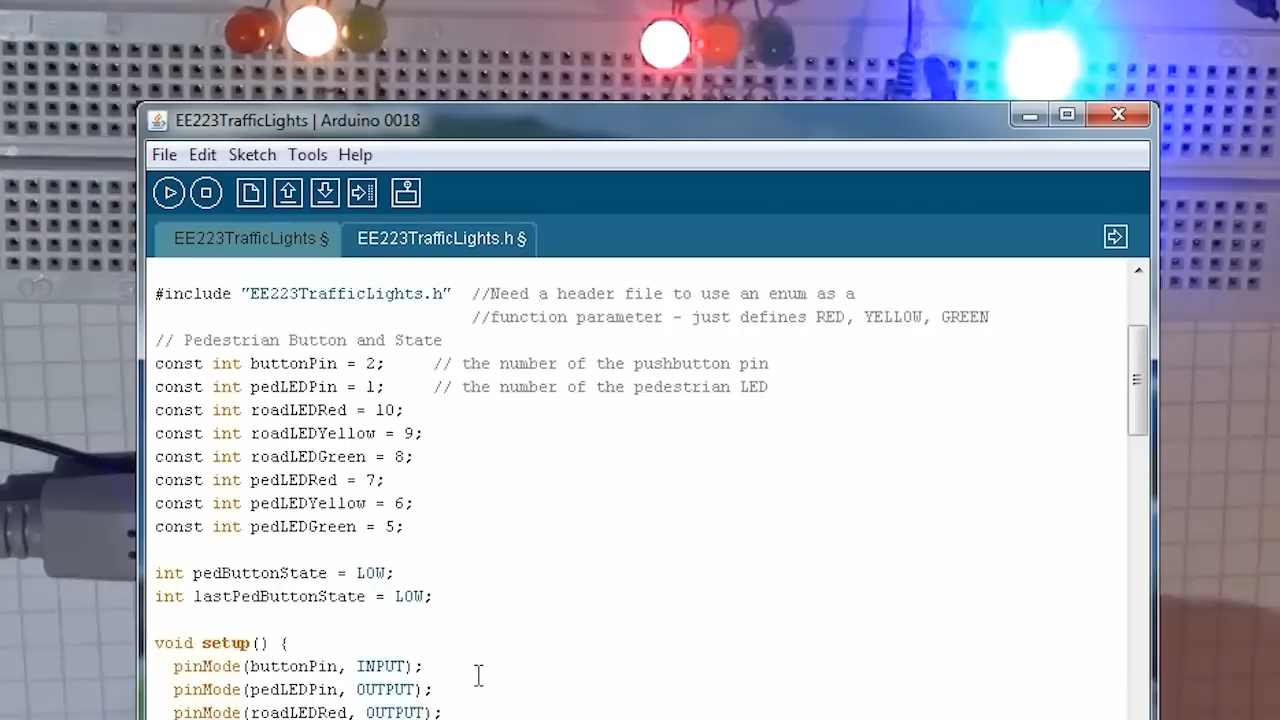 EE223TrafficLights | Arduino 0018
File Edit Sketch Tools Help
EE223TrafficLights § EE223TrafficLights.h §
#include "EE223TrafficLights.h" //Need a header file to use an enum as a
//function parameter - just defines RED, YELLOW, GREEN
// Pedestrian Button and State
const int buttonPin = 2; // the number of the pushbutton pin
const int pedLEDPin = 1; // the number of the pedestrian LED
const int roadLEDRed = 10;
const int roadLEDYellow = 9;
const int roadLEDGreen = 8;
const int pedLEDRed = 7;
const int pedLEDYellow = 6;
const int pedLEDGreen = 5;
int pedButtonState = LOW;
int lastPedButtonState = LOW;
void setup() {
pinMode(buttonPin, INPUT);
pinMode(pedLEDPin, OUTPUT);
pinMode(roadLEDRed, OUTPUT);